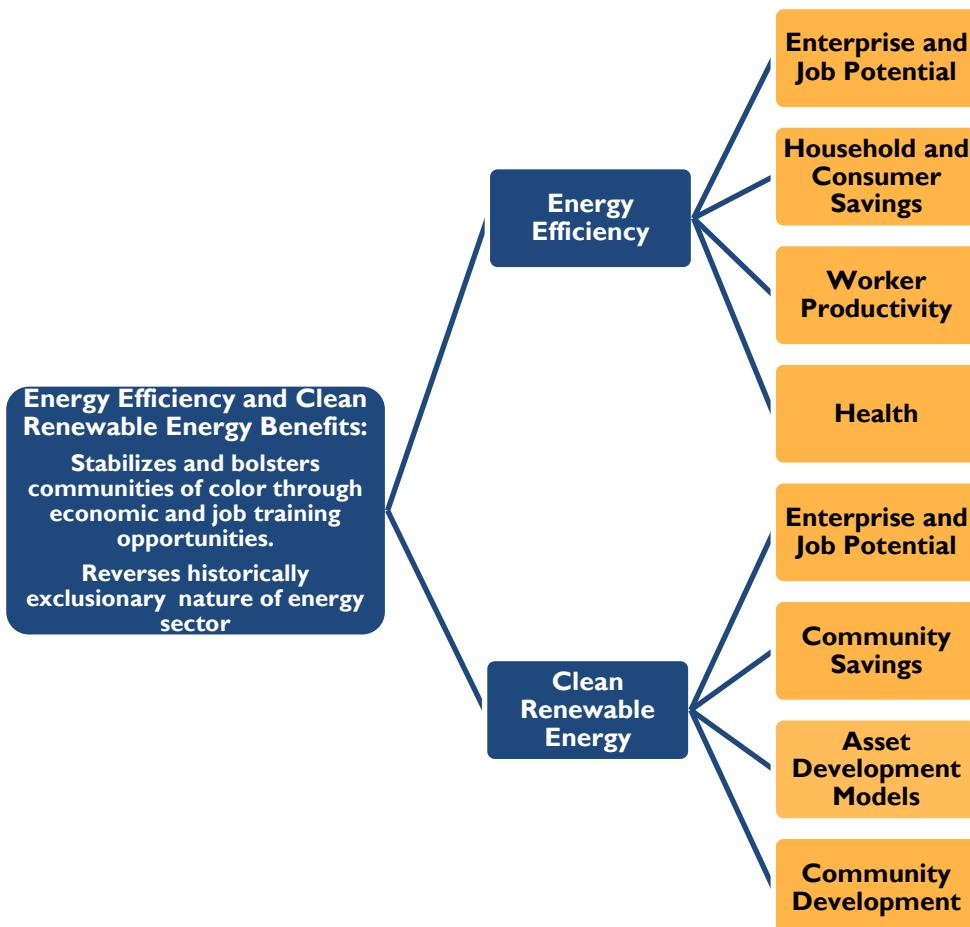 Energy Efficiency and Clean
Renewable Energy Benefits:
Stabilizes and bolsters
communities of color through
economic and job training
opportunities.
Reverses historically
exclusionary nature of energy
sector
Energy
Efficiency
Enterprise and
Job Potential
Household and
Consumer
Savings
Worker
Productivity
Health
Clean
Renewable
Energy
Enterprise and
Job Potential
Community
Savings
Asset
Development
Models
Community
Development